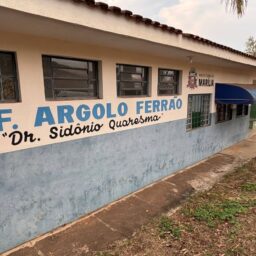 F. ARGOLO FERRÃO
"Dr. Sidônio Quaresma"
MARÍLIA